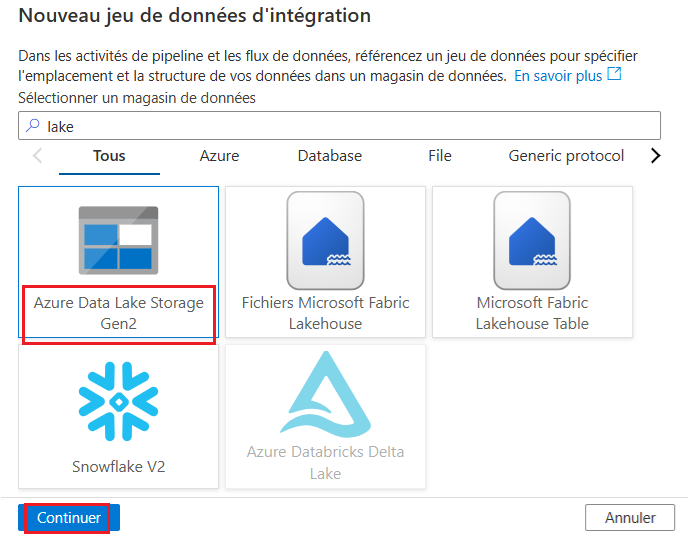 Nouveau jeu de données d'intégration
Dans les activités de pipeline et les flux de données, référencez un jeu de données pour spécifier
l'emplacement et la structure de vos données dans un magasin de données. En savoir plus
Sélectionner un magasin de données
lake
Tous Azure Database File Generic protocol
Azure Data Lake Storage
Gen2
Fichiers Microsoft Fabric
Lakehouse
Microsoft Fabric
Lakehouse Table
Snowflake V2
Azure Databricks Delta
Lake
Continuer Annuler